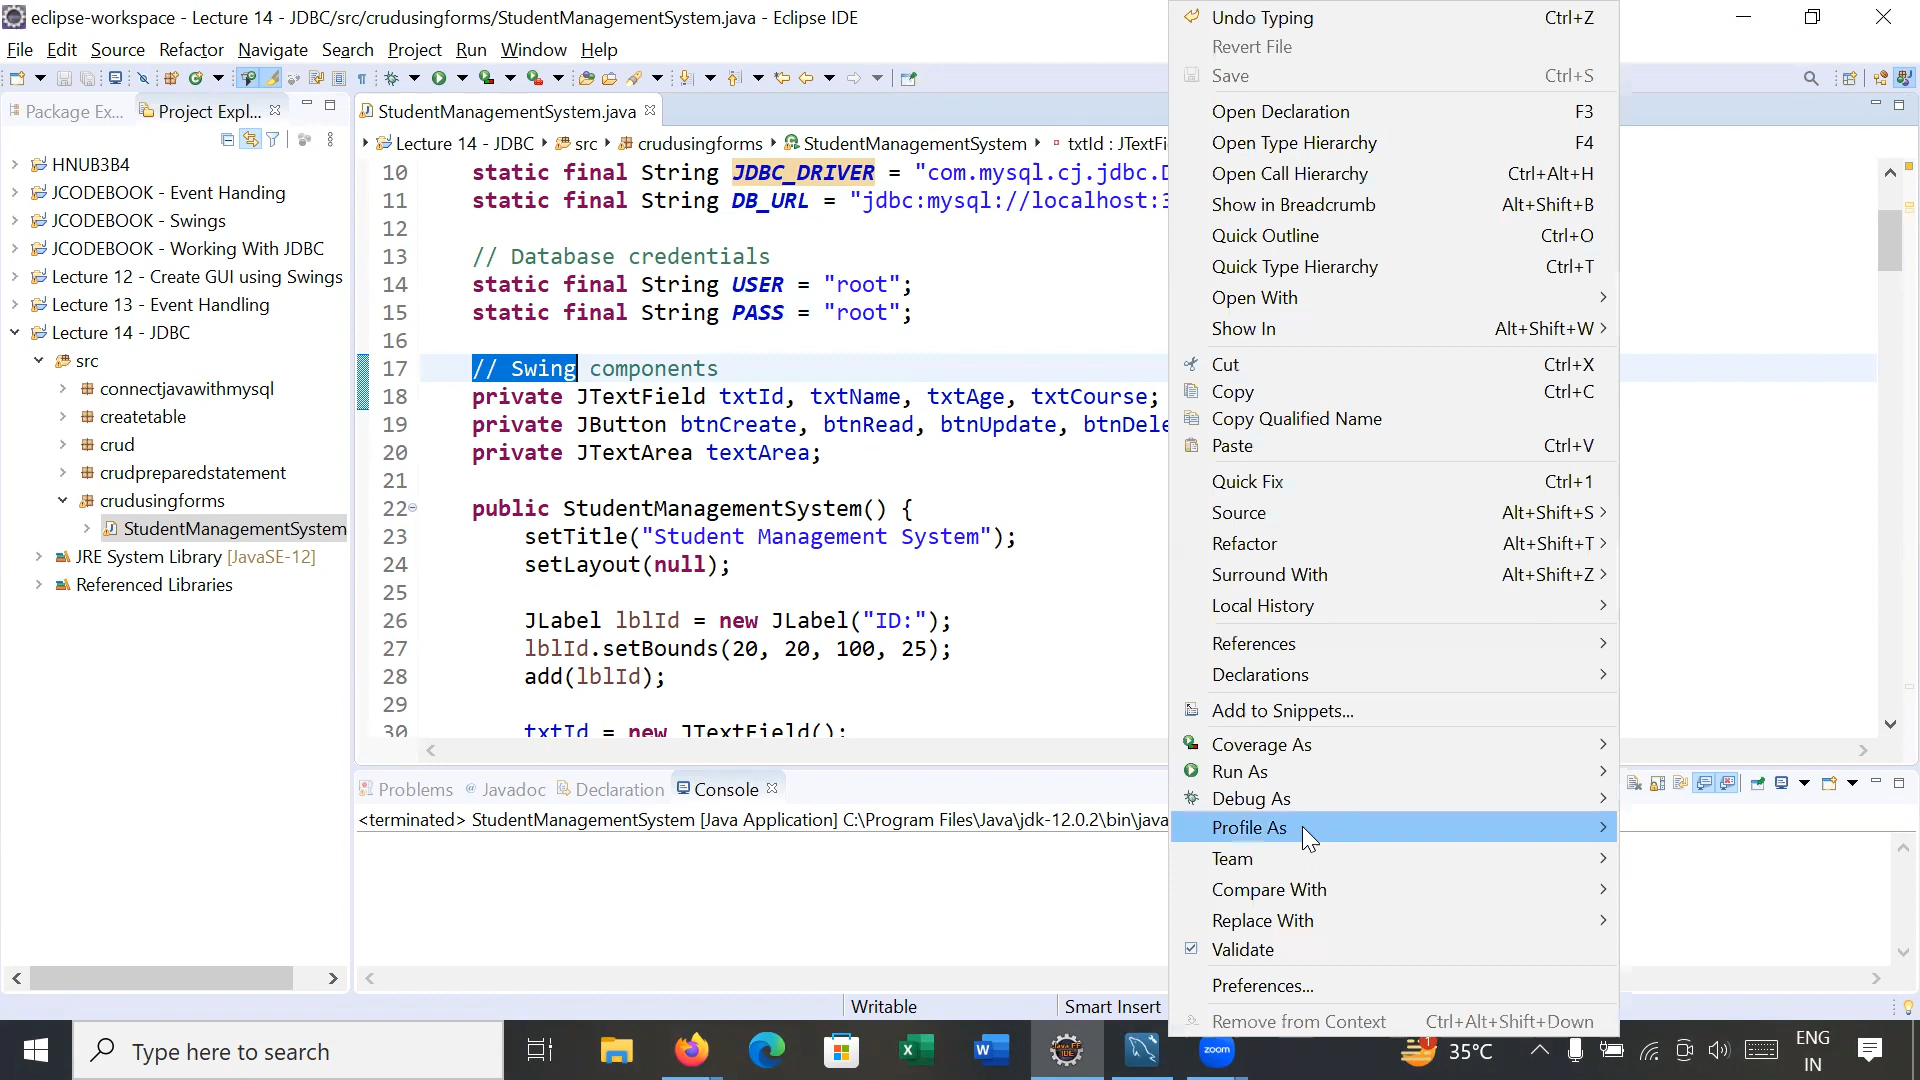 eclipse-workspace - Lecture 14 - JDBC/src/crudusingforms/StudentManagementSystem.java - Eclipse IDE
File Edit Source Refactor Navigate Search Project Run Window Help
Package Ex...
Project Expl...
HNUB3B4
JCODEBOOK - Event Handing
JCODEBOOK - Swings
JCODEBOOK - Working With JDBC
Lecture 12 - Create GUI using Swings
Lecture 13 - Event Handling
Lecture 14 - JDBC
src
connectjavawithmysql
createtable
crud
crudpreparedstatement
crudusingforms
StudentManagementSystem
JRE System Library [JavaSE-12]
Referenced Libraries
StudentManagementSystem.java
Lecture 14 - JDBC src crudusingforms StudentManagementSystem txtId : JTextFi
10 static final String JDBC_DRIVER = "com.mysql.cj.jdbc.D
11 static final String DB_URL = "jdbc:mysql://localhost:3
12
13 // Database credentials
14 static final String USER = "root";
15 static final String PASS = "root";
16
17 // Swing components
18 private JTextField txtId, txtName, txtAge, txtCourse;
19 private JButton btnCreate, btnRead, btnUpdate, btnDele
20 private JTextArea textArea;
21
22 public StudentManagementSystem() {
23 setTitle("Student Management System");
24 setLayout(null);
25
26 JLabel lblId = new JLabel("ID:");
27 lblId.setBounds(20, 20, 100, 25);
28 add(lblId);
29
30 txtId = new JTextField();
Problems Javadoc Declaration Console
<terminated> StudentManagementSystem [Java Application] C:\Program Files\Java\jdk-12.0.2\bin\java
Writable Smart Insert
Undo Typing Ctrl+Z
Revert File
Save Ctrl+S
Open Declaration F3
Open Type Hierarchy F4
Open Call Hierarchy Ctrl+Alt+H
Show in Breadcrumb Alt+Shift+B
Quick Outline Ctrl+O
Quick Type Hierarchy Ctrl+T
Open With
Show In Alt+Shift+W
Cut Ctrl+X
Copy Ctrl+C
Copy Qualified Name
Paste Ctrl+V
Quick Fix Ctrl+1
Source Alt+Shift+S
Refactor Alt+Shift+T
Surround With Alt+Shift+Z
Local History
References
Declarations
Add to Snippets...
Coverage As
Run As
Debug As
Profile As
Team
Compare With
Replace With
Validate
Preferences...
Remove from Context Ctrl+Alt+Shift+Down
Type here to search
zoom
35°C
ENG
IN